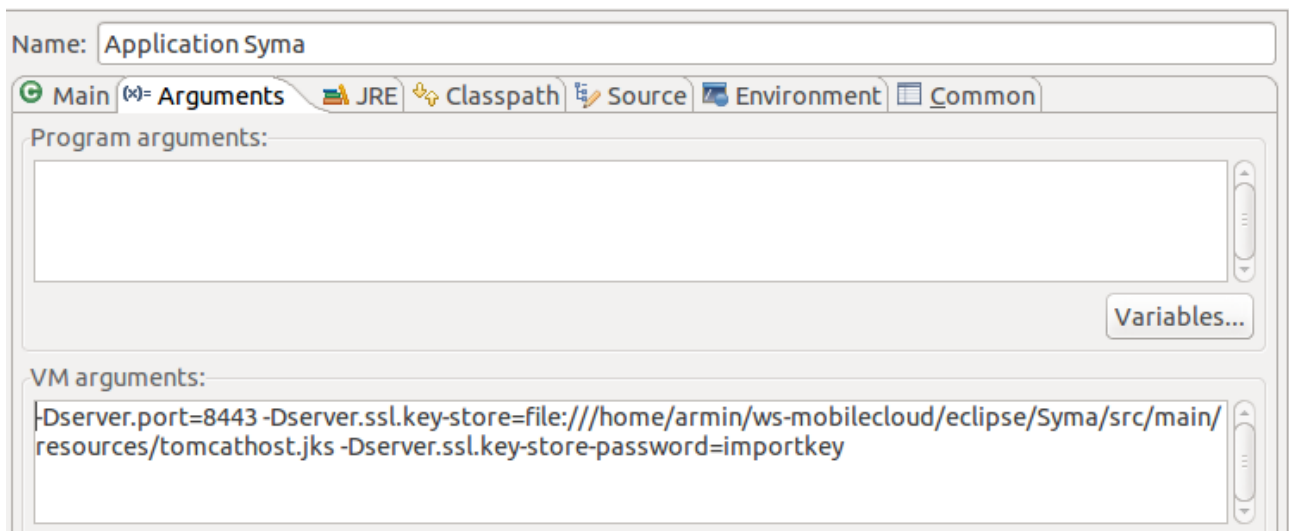 Name: Application Syma
Main (x)= Arguments JRE Classpath Source Environment Common
Program arguments:
Variables...
VM arguments:
-Dserver.port=8443 -Dserver.ssl.key-store=file:///home/armin/ws-mobilecloud/eclipse/Syma/src/main/
resources/tomcathost.jks -Dserver.ssl.key-store-password=importkey